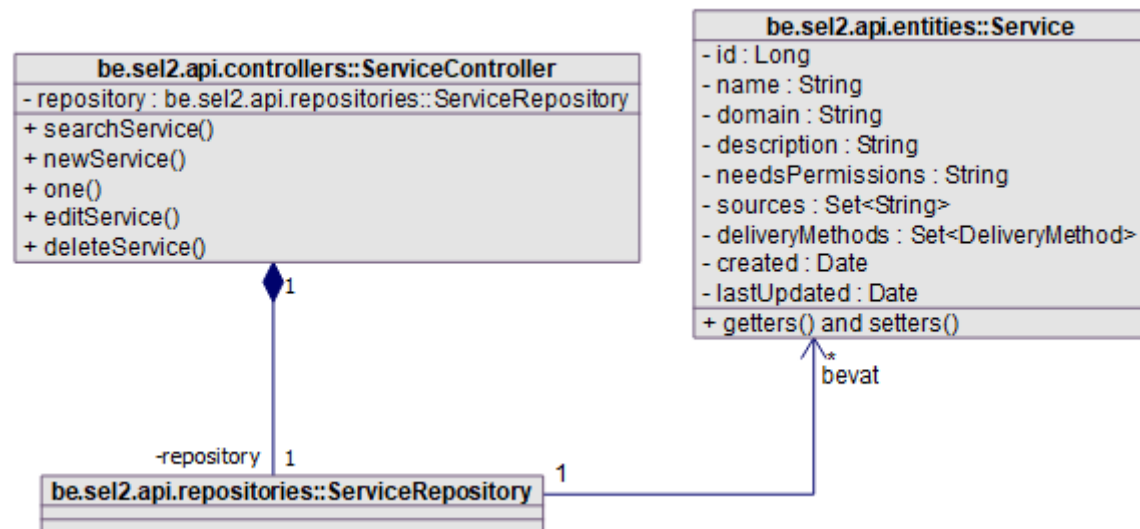 be.sel2.api.controllers::ServiceController
- repository : be.sel2.api.repositories::ServiceRepository
+ searchService()
+ newService()
+ one()
+ editService()
+ deleteService()
1
-repository
1
be.sel2.api.repositories::ServiceRepository
1
be.sel2.api.entities::Service
- id : Long
- name : String
- domain : String
- description : String
- needsPermissions : String
- sources : Set<String>
- deliveryMethods : Set<DeliveryMethod>
- created : Date
- lastUpdated : Date
+ getters() and setters()
*
bevat